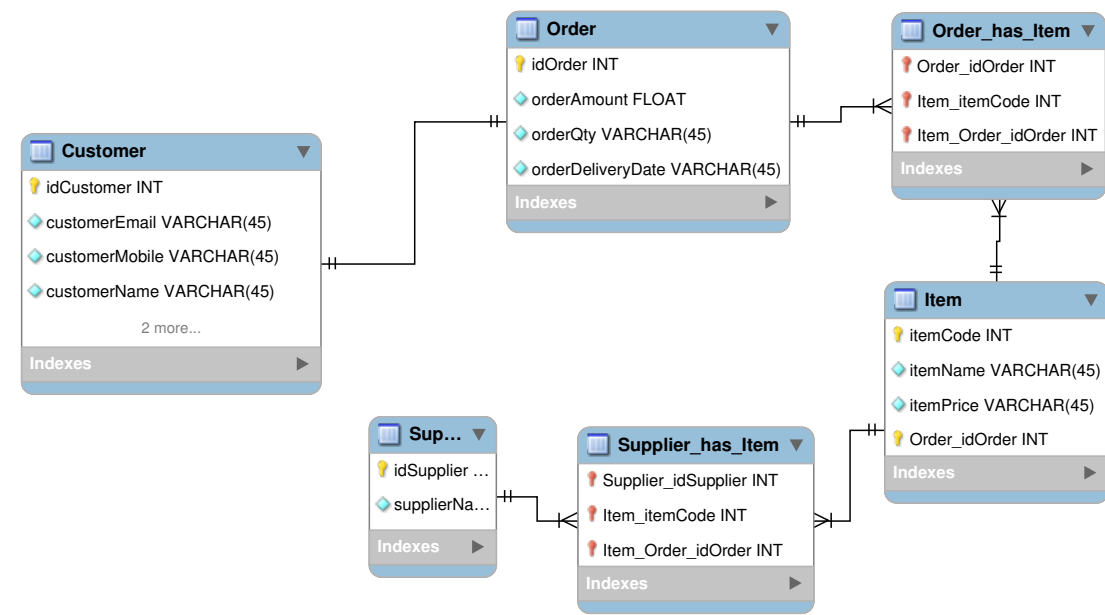 Customer
idCustomer INT
customerEmail VARCHAR(45)
customerMobile VARCHAR(45)
customerName VARCHAR(45)
2 more...
Indexes
Order
idOrder INT
orderAmount FLOAT
orderQty VARCHAR(45)
orderDeliveryDate VARCHAR(45)
Indexes
Order_has_Item
Order_idOrder INT
Item_itemCode INT
Item_Order_idOrder INT
Indexes
Item
itemCode INT
itemName VARCHAR(45)
itemPrice VARCHAR(45)
Order_idOrder INT
Indexes
Sup...
idSupplier ...
supplierNa...
Indexes
Supplier_has_Item
Supplier_idSupplier INT
Item_itemCode INT
Item_Order_idOrder INT
Indexes